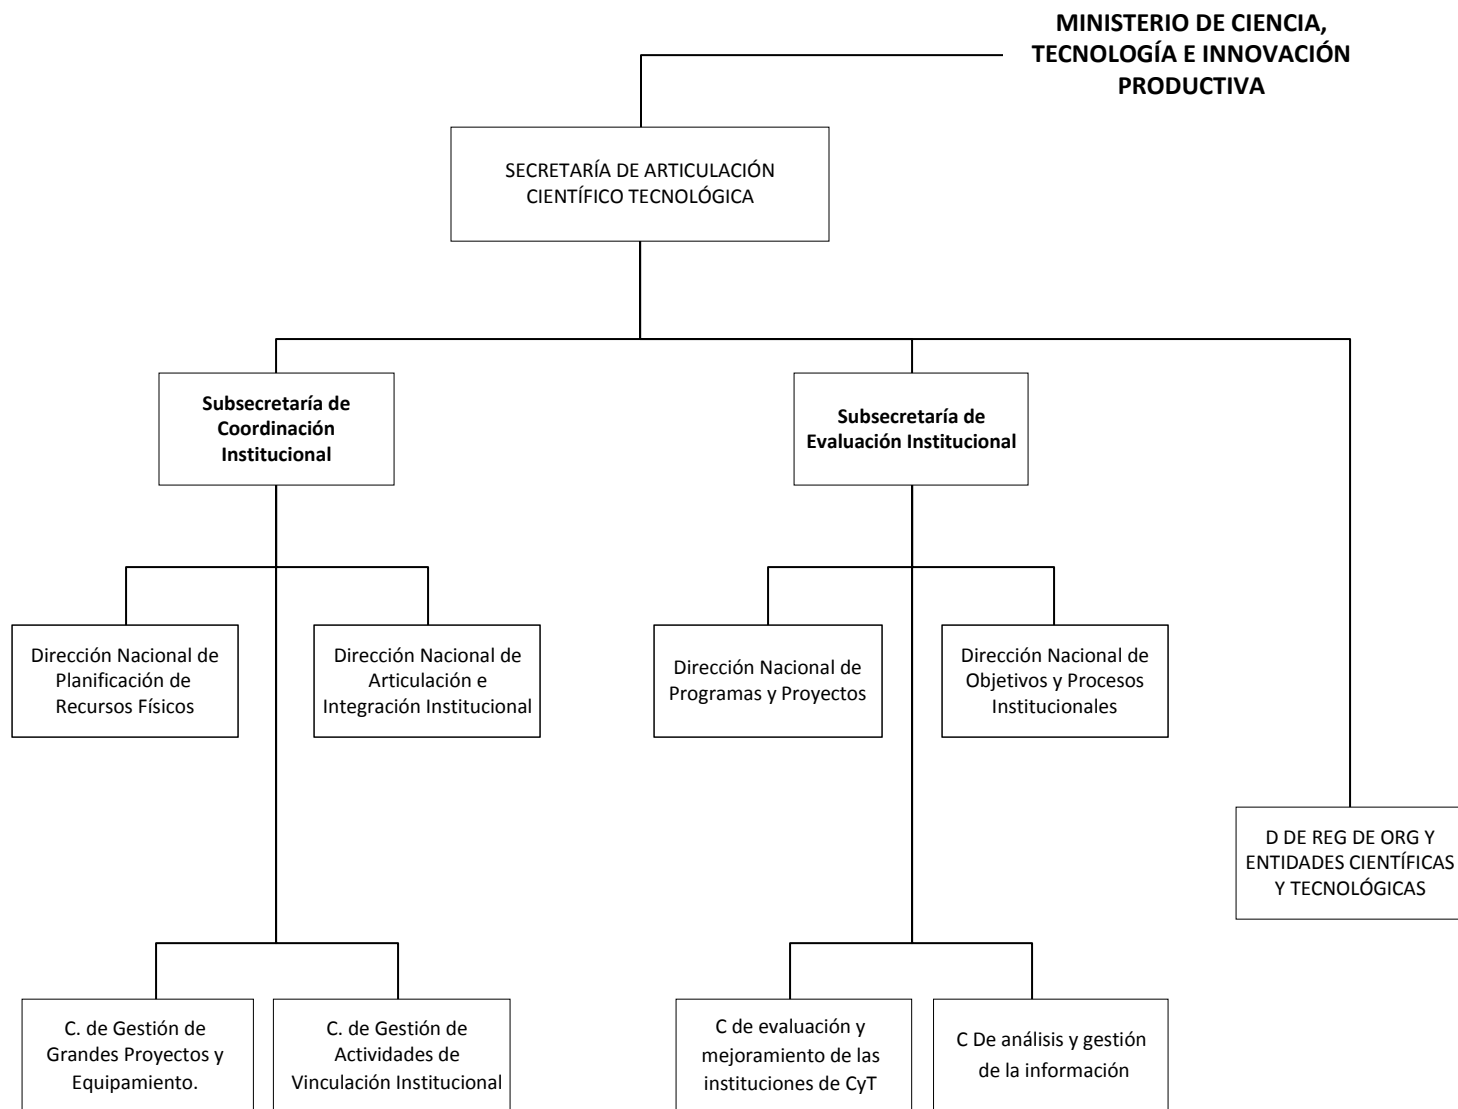 MINISTERIO DE CIENCIA,
TECNOLOGÍA E INNOVACIÓN
PRODUCTIVA
SECRETARÍA DE ARTICULACIÓN
CIENTÍFICO TECNOLÓGICA
Subsecretaría de
Coordinación
Institucional
Subsecretaría de
Evaluación Institucional
Dirección Nacional de
Planificación de
Recursos Físicos
Dirección Nacional de
Articulación e
Integración Institucional
Dirección Nacional de
Programas y Proyectos
Dirección Nacional de
Objetivos y Procesos
Institucionales
D DE REG DE ORG Y
ENTIDADES CIENTÍFICAS
Y TECNOLÓGICAS
C. de Gestión de
Grandes Proyectos y
Equipamiento.
C. de Gestión de
Actividades de
Vinculación Institucional
C de evaluación y
mejoramiento de las
instituciones de CyT
C De análisis y gestión
de la información